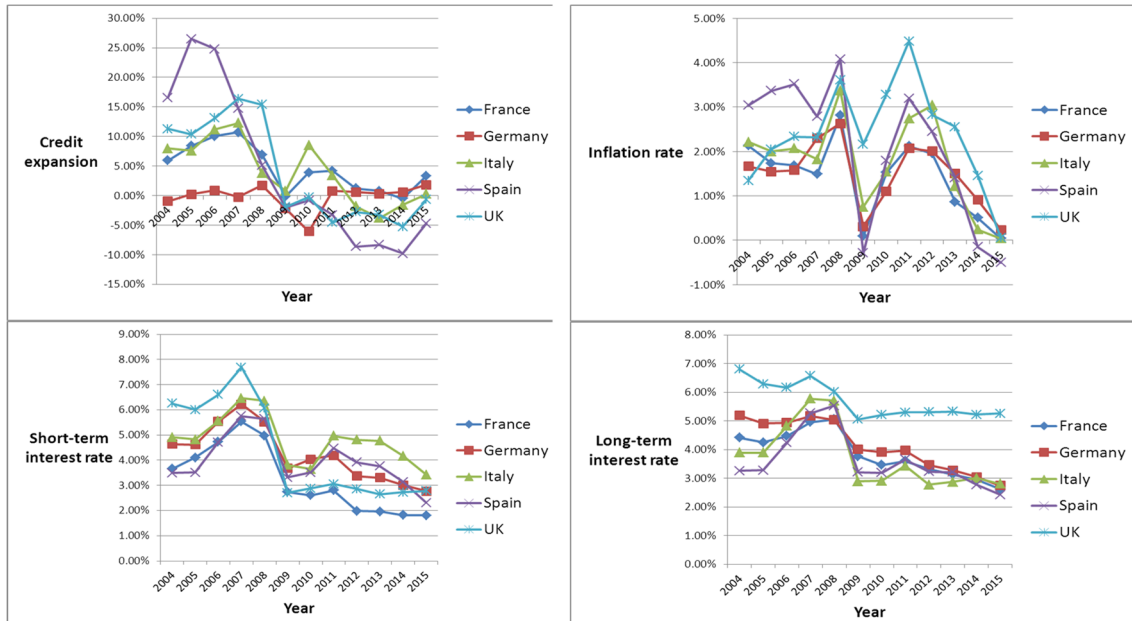 Credit
expansion
30.00%
25.00%
20.00%
15.00%
10.00%
5.00%
0.00%
-5.00%
-10.00%
-15.00%
2004
2005
2006
2007
2008
2009
2010
2011
2012
2013
2014
2015
Year
France
Germany
Italy
Spain
UK
Inflation rate
5.00%
4.00%
3.00%
2.00%
1.00%
0.00%
-1.00%
2004
2005
2006
2007
2008
2009
2010
2011
2012
2013
2014
2015
Year
France
Germany
Italy
Spain
UK
Short-term
interest rate
9.00%
8.00%
7.00%
6.00%
5.00%
4.00%
3.00%
2.00%
1.00%
0.00%
2004
2005
2006
2007
2008
2009
2010
2011
2012
2013
2014
2015
Year
France
Germany
Italy
Spain
UK
Long-term
interest rate
8.00%
7.00%
6.00%
5.00%
4.00%
3.00%
2.00%
1.00%
0.00%
2004
2005
2006
2007
2008
2009
2010
2011
2012
2013
2014
2015
Year
France
Germany
Italy
Spain
UK